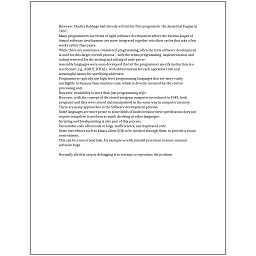 However, Charles Babbage had already written his first program for the Analytical Engine in
1837.
Many programmers use forms of agile software development where the various stages of
formal software development are more integrated together into short cycles that take a few
weeks rather than years.
While these are sometimes considered programming, often the term software development
is used for this larger overall process – with the terms programming, implementation, and
coding reserved for the writing and editing of code per se.
Assembly languages were soon developed that let the programmer specify instruction in a
text format (e.g., ADD X, TOTAL), with abbreviations for each operation code and
meaningful names for specifying addresses.
Programmers typically use high-level programming languages that are more easily
intelligible to humans than machine code, which is directly executed by the central
processing unit.
However, readability is more than just programming style.
However, with the concept of the stored-program computer introduced in 1949, both
programs and data were stored and manipulated in the same way in computer memory.
There are many approaches to the Software development process.
Some languages are more prone to some kinds of faults because their specification does not
require compilers to perform as much checking as other languages.
Scripting and breakpointing is also part of this process.
Unreadable code often leads to bugs, inefficiencies, and duplicated code.
Some text editors such as Emacs allow GDB to be invoked through them, to provide a visual
environment.
This can be a non-trivial task, for example as with parallel processes or some unusual
software bugs.
Normally the first step in debugging is to attempt to reproduce the problem.